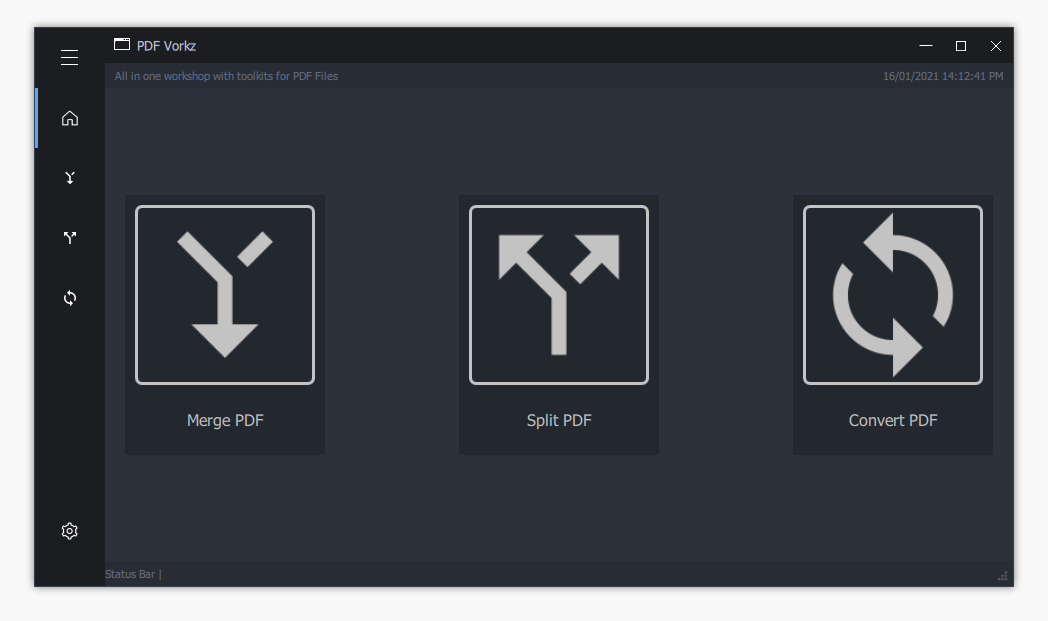 PDF Vorkz
All in one workshop with toolkits for PDF Files
16/01/2021 14:12:41 PM
Merge PDF
Split PDF
Convert PDF
Status Bar |